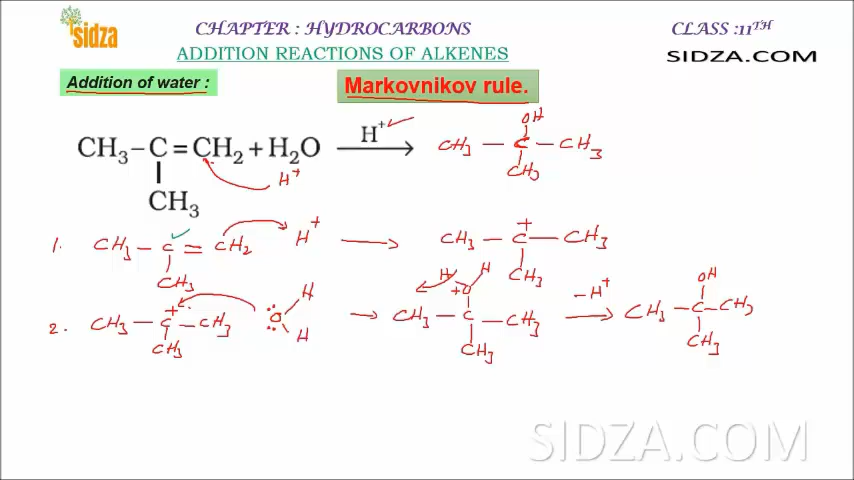 sidza
CHAPTER : HYDROCARBONS
CLASS :11TH
ADDITION REACTIONS OF ALKENES
SIDZA.COM
Addition of water :
Markovnikov rule.
OH
CH3–C=CH2+H2O H+ → CH3 – C – CH3
CH3 H+ CH3
1. CH3 – C = CH2 H+ → CH3 – C+ – CH3
CH3 CH3
H H OH
2. CH3 – C+ – CH3 :O: H H → CH3 – C – O+ – CH3 –H+ → CH3 – C – CH3
CH3 CH3 CH3
SIDZA.COM